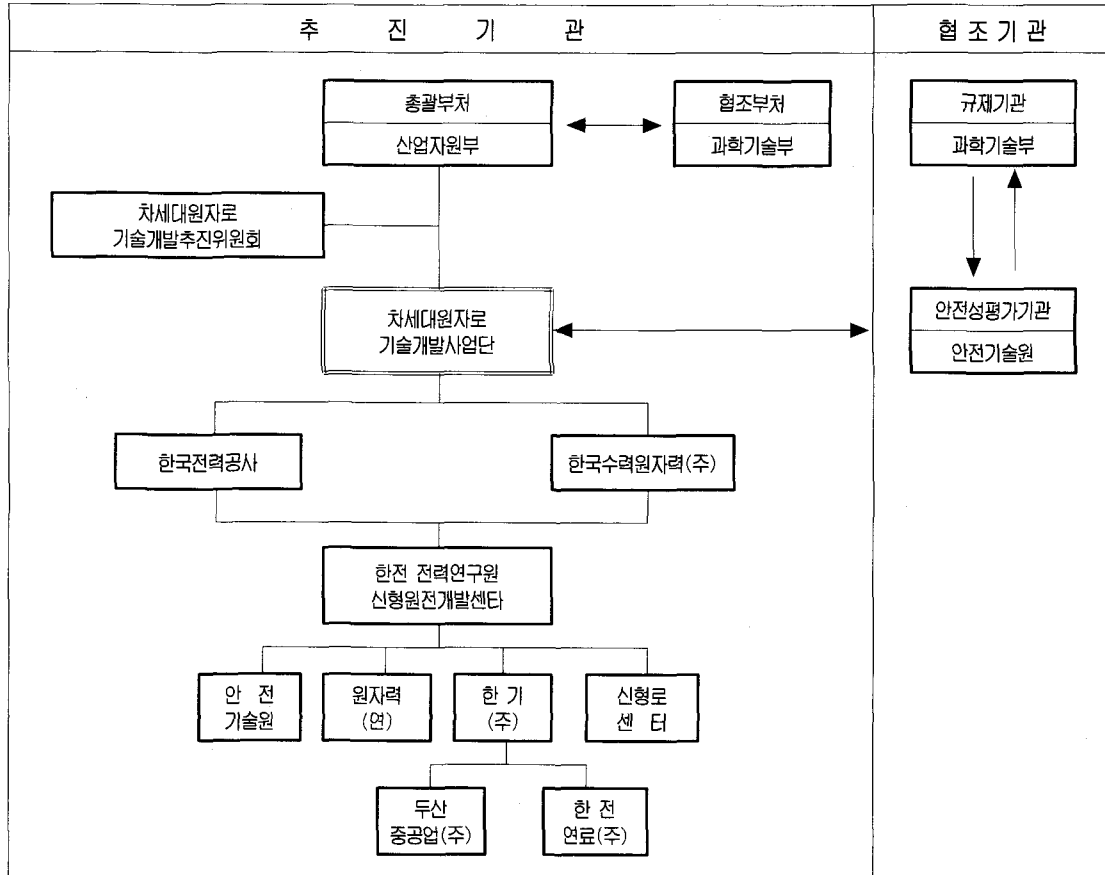 추 진 기 관
협 조 기 관
총괄부처
산업자원부
협조부처
과학기술부
규제기관
과학기술부
차세대원자로
기술개발추진위원회
차세대원자로
기술개발사업단
안전성평가기관
안전기술원
한국전력공사
한국수력원자력(주)
한전 전력연구원
신형원전개발센타
안 전
기술원
원자력
(연)
한 기
(주)
신형로
센 터
두산
중공업(주)
한 전
연료(주)